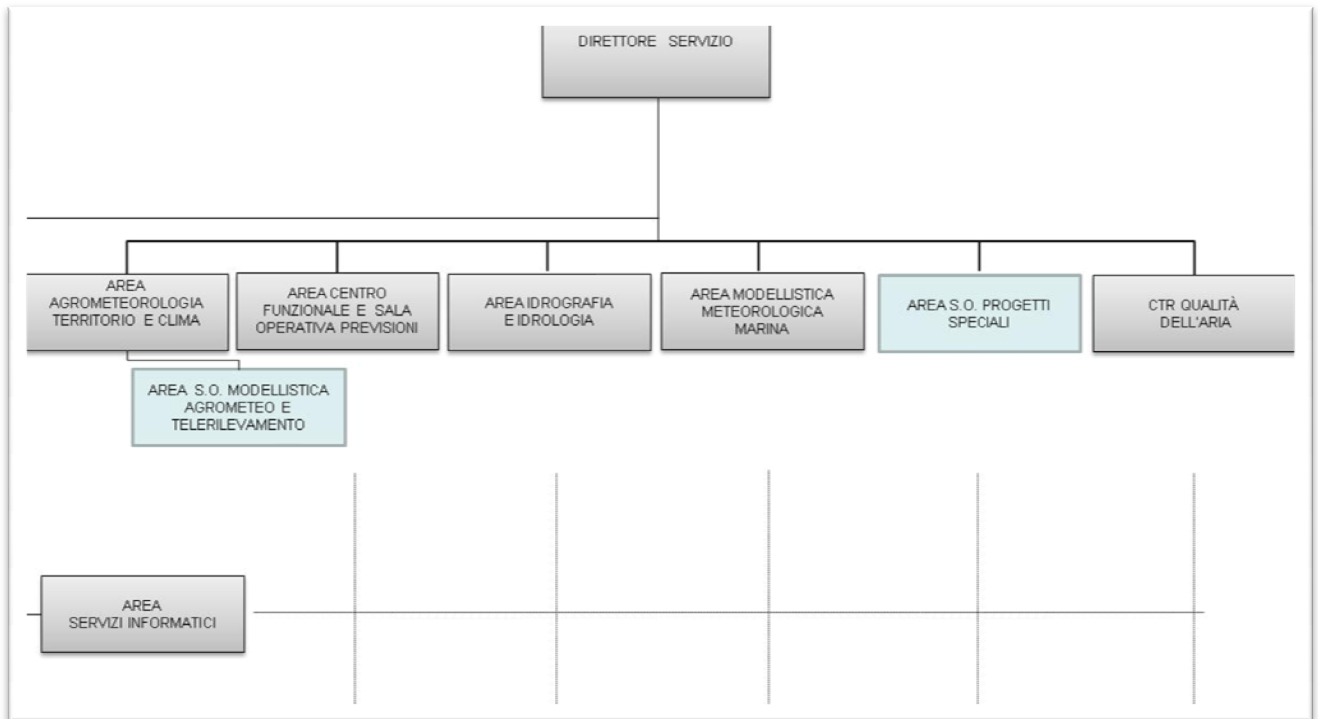 DIRETTORE SERVIZIO
AREA
AGROMETEOROLOGIA
TERRITORIO E CLIMA
AREA CENTRO
FUNZIONALE E SALA
OPERATIVA PREVISIONI
AREA IDROGRAFIA
E IDROLOGIA
AREA MODELLISTICA
METEOROLOGICA
MARINA
AREA S.O. PROGETTI
SPECIALI
CTR QUALITÀ
DELL'ARIA
AREA S.O. MODELLISTICA
AGROMETEO E
TELERILEVAMENTO
AREA
SERVIZI INFORMATICI